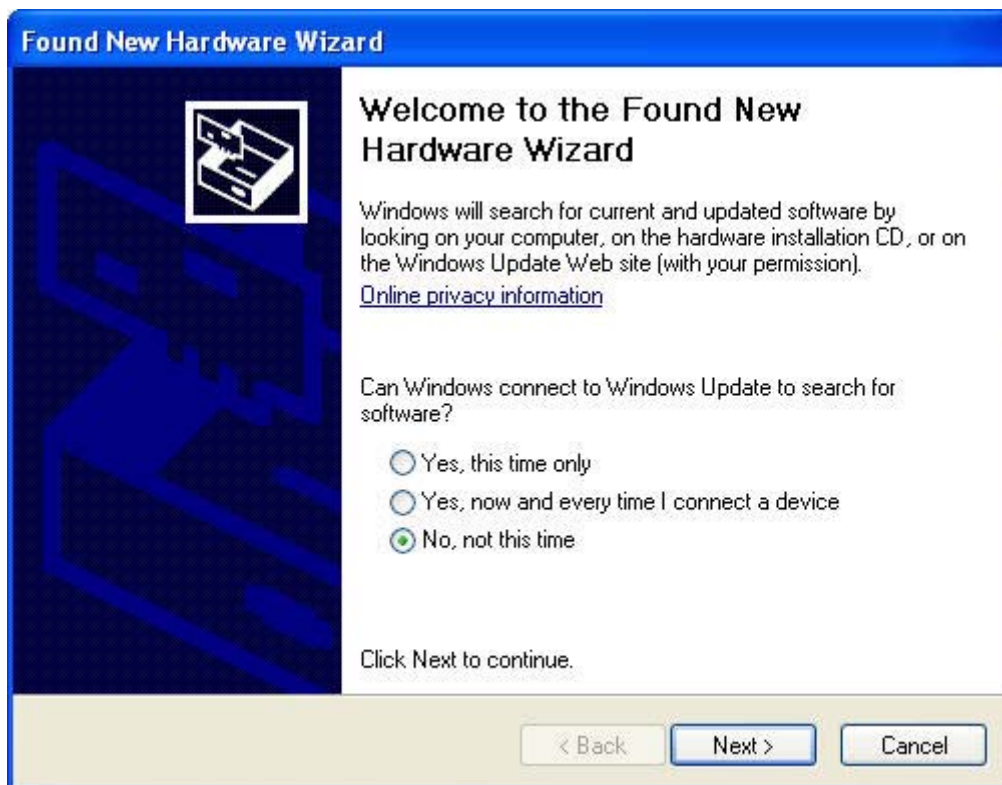 Found New Hardware Wizard
Welcome to the Found New
Hardware Wizard
Windows will search for current and updated software by
looking on your computer, on the hardware installation CD, or on
the Windows Update Web site (with your permission).
Online privacy information
Can Windows connect to Windows Update to search for
software?
Yes, this time only
Yes, now and every time I connect a device
No, not this time
Click Next to continue.
< Back Next > Cancel